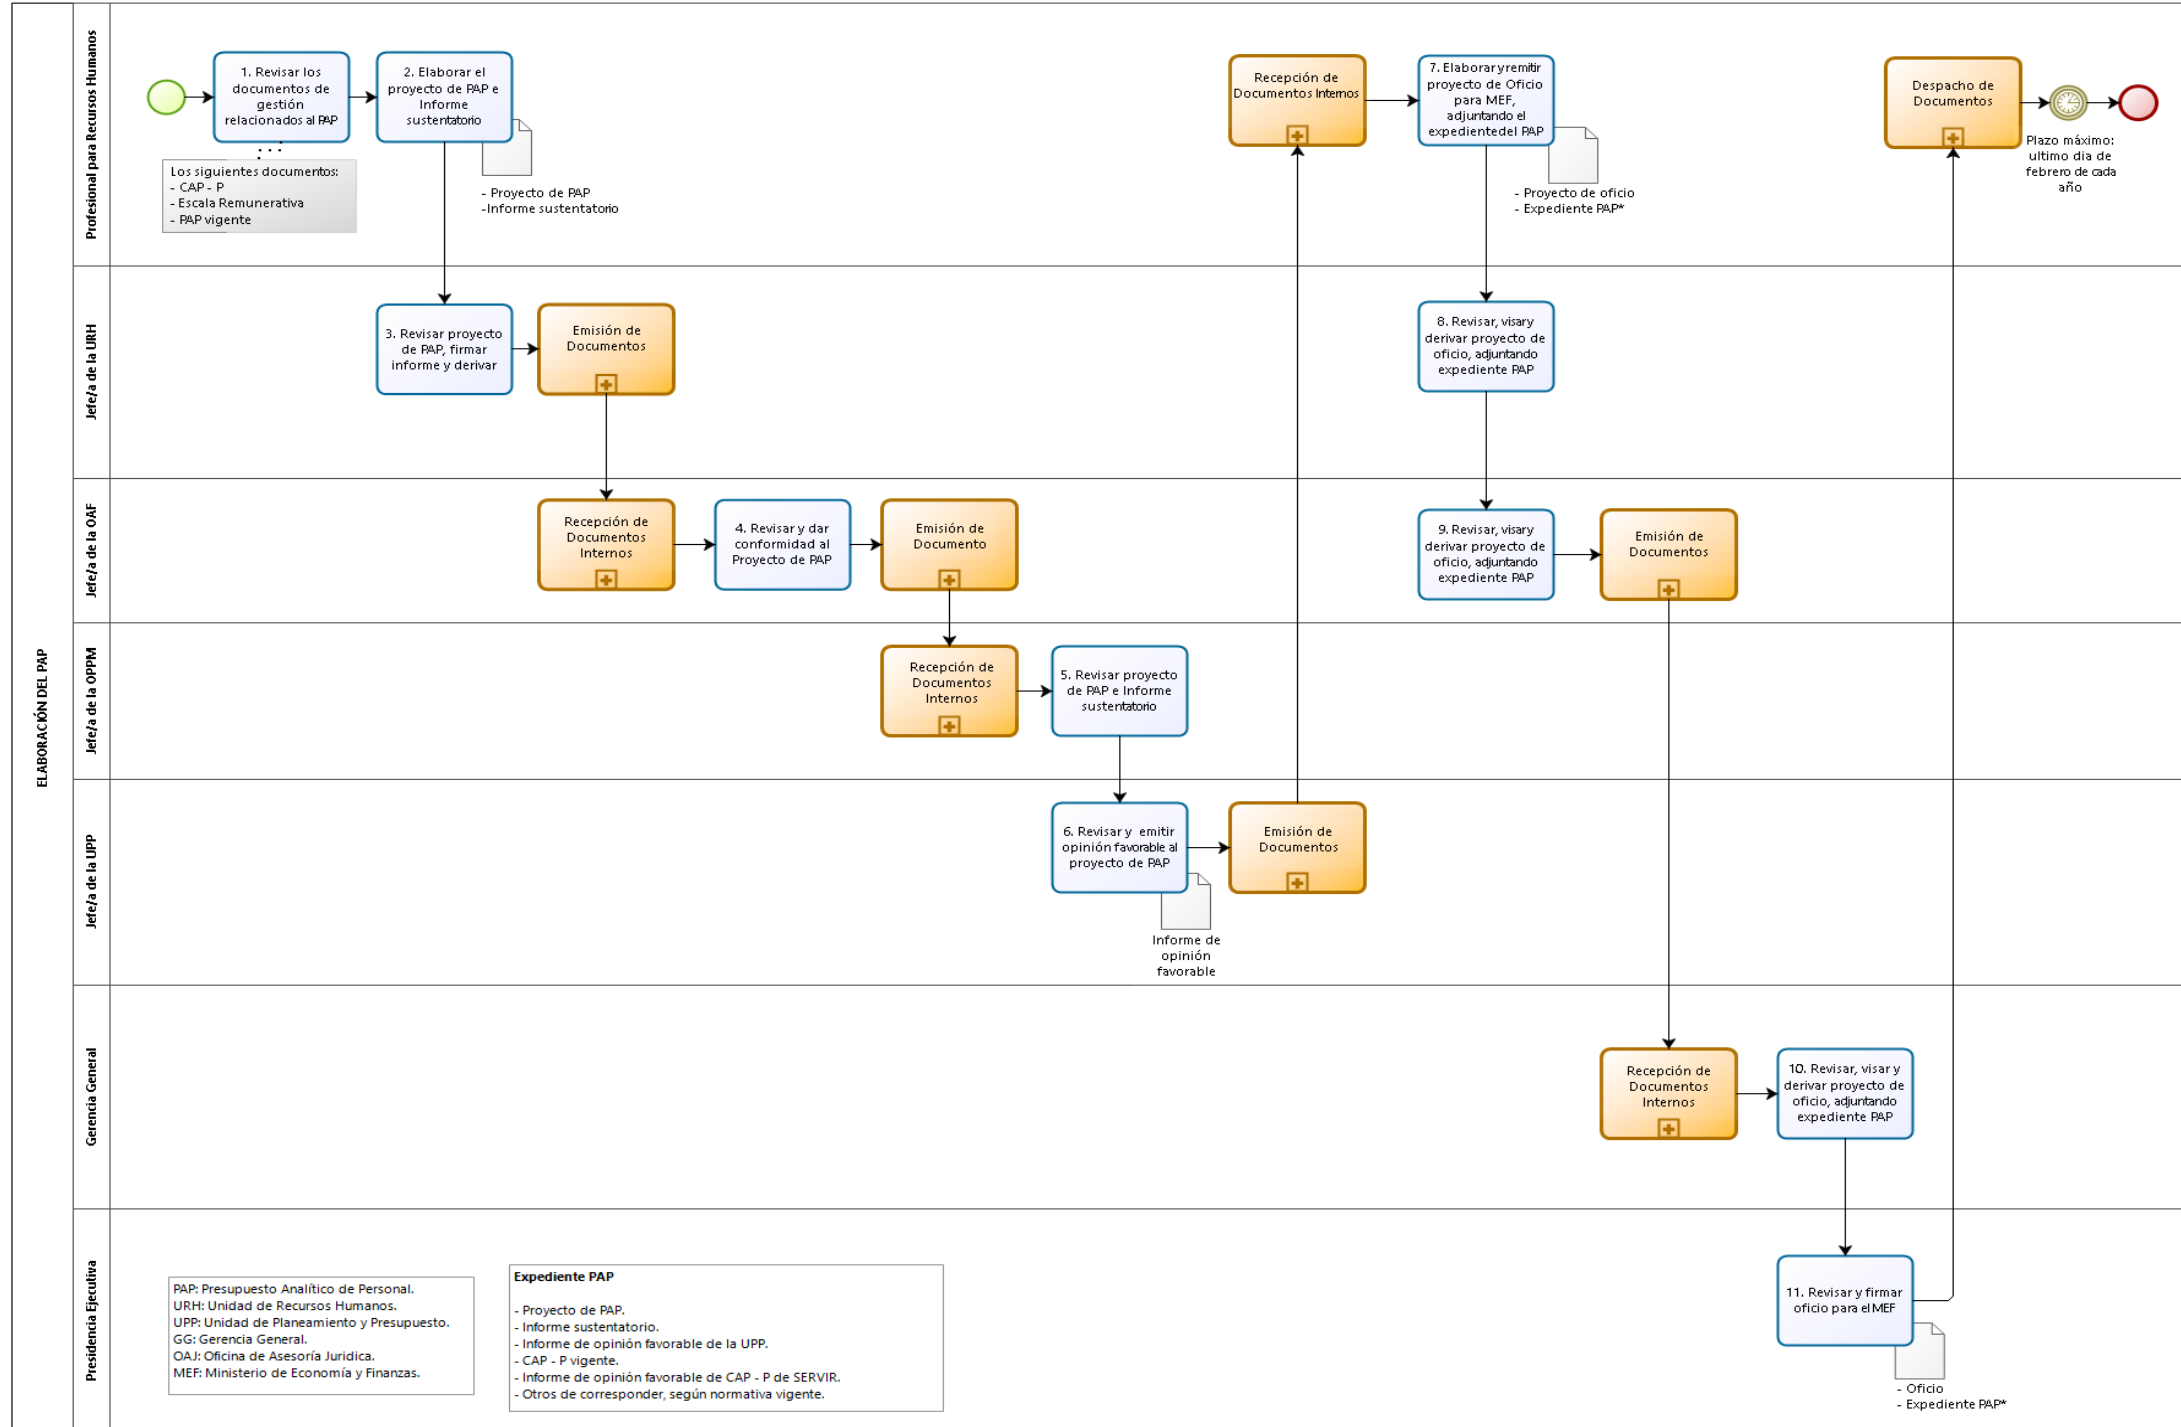 ELABORACIÓN DEL PAP
Profesional para Recursos Humanos
1. Revisar los
documentos de
gestión
relacionados al PAP
Los siguientes documentos:
- CAP - P
- Escala Remunerativa
- PAP vigente
2. Elaborar el
proyecto de PAP e
Informe
sustentatorio
- Proyecto de PAP
-Informe sustentatorio
Recepción de
Documentos Internos
7. Elaborar y remitir
proyecto de Oficio
para MEF,
adjuntando el
expediente del PAP
- Proyecto de oficio
- Expediente PAP*
Despacho de
Documentos
Plazo máximo:
ultimo dia de
febrero de cada
año
Jefe/a de la URH
3. Revisar proyecto
de PAP, firmar
informe y derivar
Emisión de
Documentos
8. Revisar, visar y
derivar proyecto de
oficio, adjuntando
expediente PAP
Jefe/a de la OAF
Recepción de
Documentos
Internos
4. Revisar y dar
conformidad al
Proyecto de PAP
Emisión de
Documento
9. Revisar, visar y
derivar proyecto de
oficio, adjuntando
expediente PAP
Emisión de
Documentos
Jefe/a de la OPPM
Recepción de
Documentos
Internos
5. Revisar proyecto
de PAP e Informe
sustentatorio
Jefe/a de la UPP
6. Revisar y emitir
opinión favorable al
proyecto de PAP
Informe de
opinión
favorable
Emisión de
Documentos
Gerencia General
Recepción de
Documentos
Internos
10. Revisar, visar y
derivar proyecto de
oficio, adjuntando
expediente PAP
Presidencia Ejecutiva
PAP: Presupuesto Analítico de Personal.
URH: Unidad de Recursos Humanos.
UPP: Unidad de Planeamiento y Presupuesto.
GG: Gerencia General.
OAJ: Oficina de Asesoría Juridica.
MEF: Ministerio de Economía y Finanzas.
Expediente PAP
- Proyecto de PAP.
- Informe sustentatorio.
- Informe de opinión favorable de la UPP.
- CAP - P vigente.
- Informe de opinión favorable de CAP - P de SERVIR.
- Otros de corresponder, según normativa vigente.
11. Revisar y firmar
oficio para el MEF
- Oficio
- Expediente PAP*